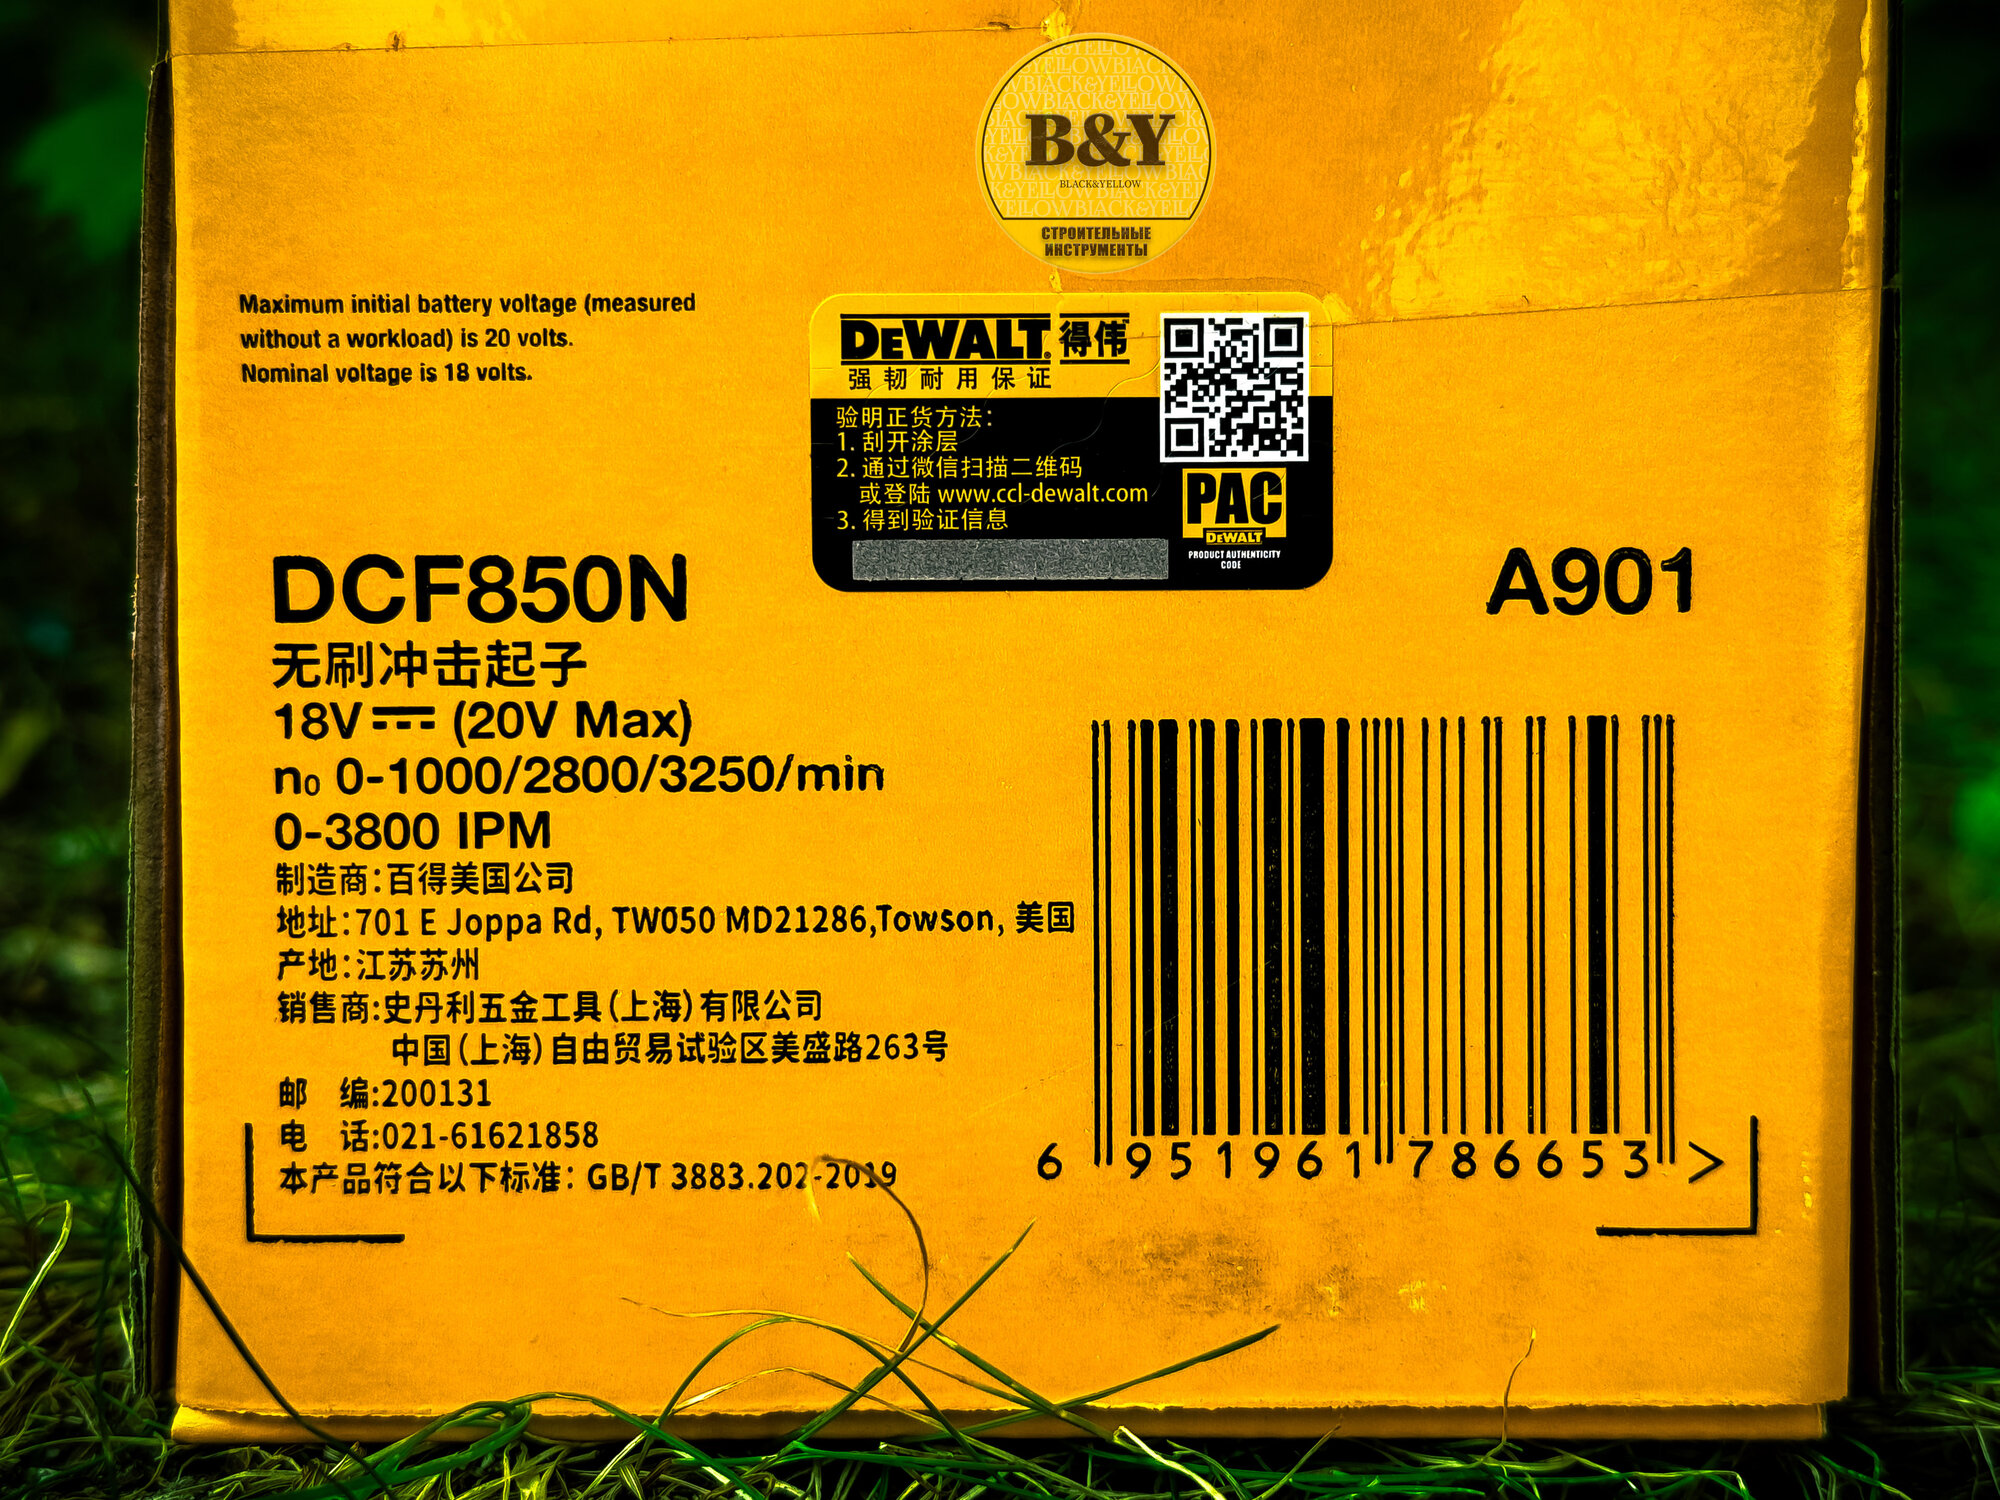 B&Y
BLACK&YELLOW
СТРОИТЕЛЬНЫЕ
ИНСТРУМЕНТЫ
Maximum initial battery voltage (measured
without a workload) is 20 volts.
Nominal voltage is 18 volts.
DEWALT 得伟
强韧耐用保证
验明正货方法:
1. 刮开涂层
2. 通过微信扫描二维码
或登陆 www.ccl-dewalt.com
3. 得到验证信息
PAC
DEWALT
PRODUCT AUTHENTICITY
CODE
DCF850N
A901
无刷冲击起子
18V⎓ (20V Max)
n₀ 0-1000/2800/3250/min
0-3800 IPM
制造商:百得美国公司
地址:701 E Joppa Rd, TW050 MD21286,Towson, 美国
产地:江苏苏州
销售商:史丹利五金工具(上海)有限公司
中国(上海)自由贸易试验区美盛路263号
邮 编:200131
电 话:021-61621858
本产品符合以下标准: GB/T 3883.202-2019
6 951961 786653 >